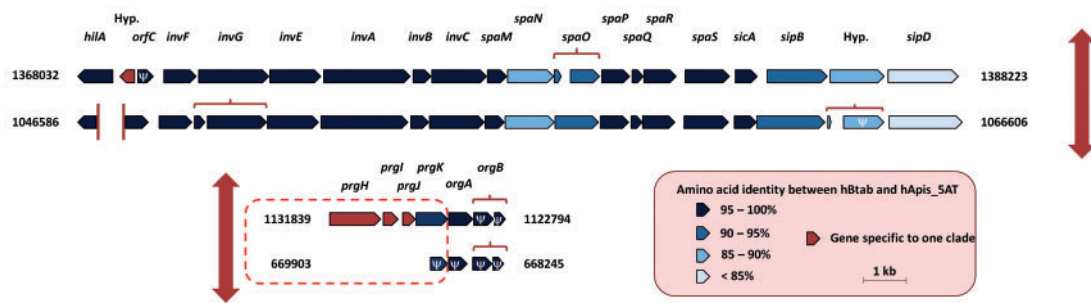 Hyp. spaN spaP spaR
hilA orfC invF invG invE invA invB invC spaM spaO spaQ spaS sicA sipB Hyp. sipD
1368032 Ψ 1388223
1046586 Ψ 1066606
prgI prgK orgB
prgH prgJ orgA
1131839 Ψ Ψ 1122794
669903 Ψ Ψ Ψ Ψ 668245
Amino acid identity between hBtab and hApis_5AT
95 – 100%
90 – 95%
85 – 90%
< 85%
Gene specific to one clade
1 kb